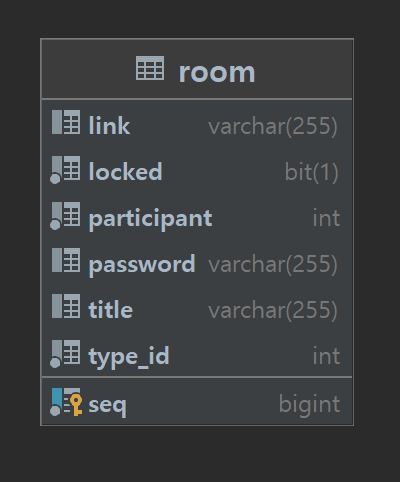 room
link varchar(255)
locked bit(1)
participant int
password varchar(255)
title varchar(255)
type_id int
seq bigint